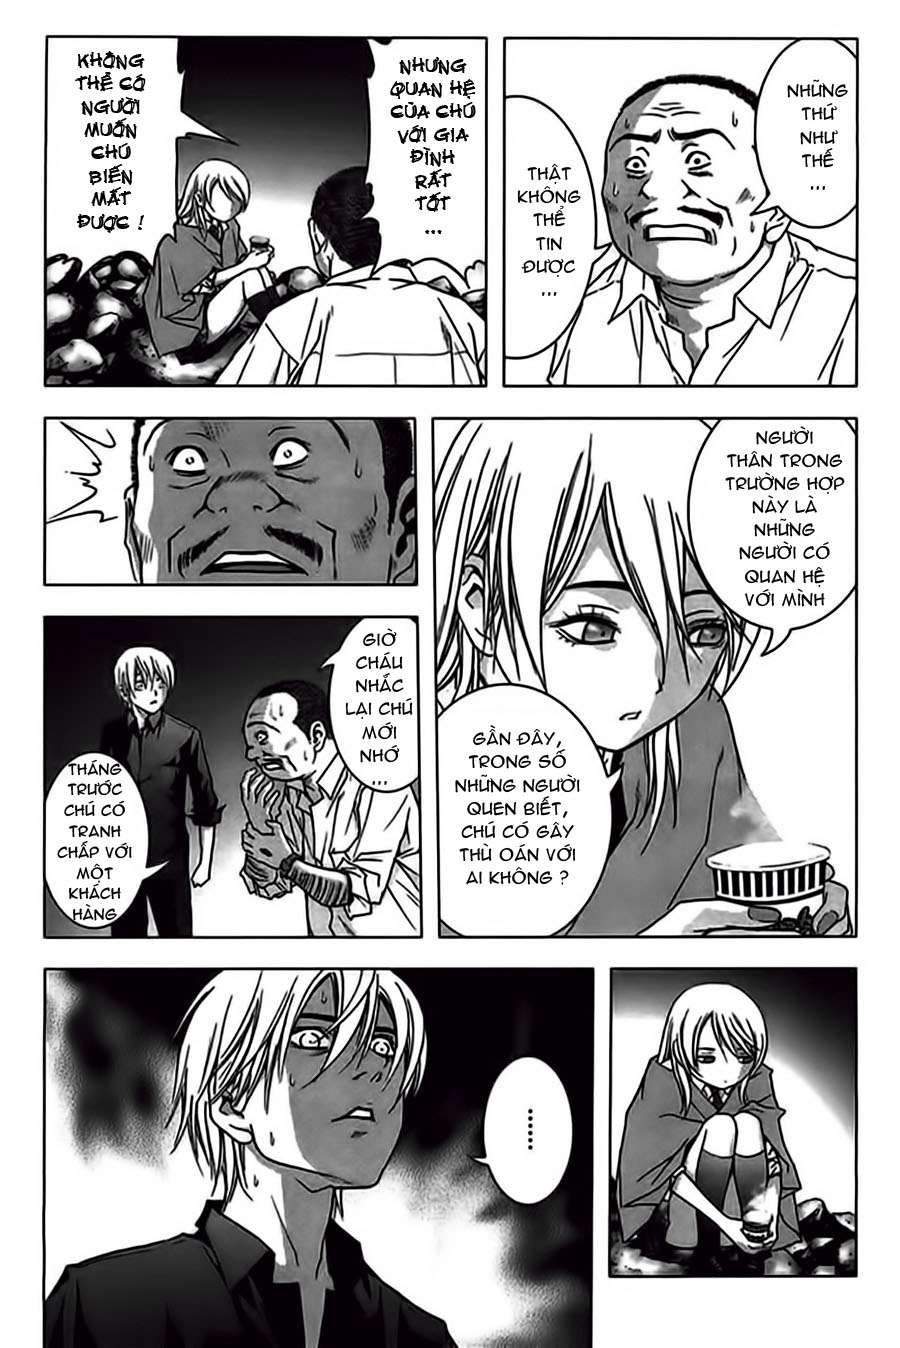 NHỮNG
THỨ
NHƯ
THẾ
...
THẬT
KHÔNG
THỂ
TIN
ĐƯỢC
...
NHƯNG
QUAN HỆ
CỦA CHÚ
VỚI GIA
ĐÌNH
RẤT
TỐT
...
KHÔNG
THỂ CÓ
NGƯỜI
MUỐN
CHÚ
BIẾN
MẤT
ĐƯỢC !
NGƯỜI
THÂN TRONG
TRƯỜNG HỢP
NÀY LÀ
NHỮNG
NGƯỜI CÓ
QUAN HỆ
VỚI MÌNH
GẦN ĐÂY,
TRONG SỐ
NHỮNG NGƯỜI
QUEN BIẾT,
CHÚ CÓ GÂY
THÙ OÁN VỚI
AI KHÔNG ?
GIỜ
CHÁU
NHẮC
LẠI CHÚ
MỚI
NHỚ
...
THÁNG
TRƯỚC
CHÚ CÓ
TRANH
CHẤP VỚI
MỘT
KHÁCH
HÀNG
........